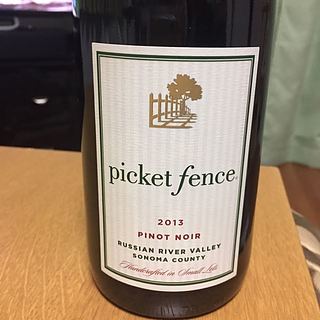 picket fence®
2013
PINOT NOIR
RUSSIAN RIVER VALLEY
SONOMA COUNTY
Handcrafted in Small Lots